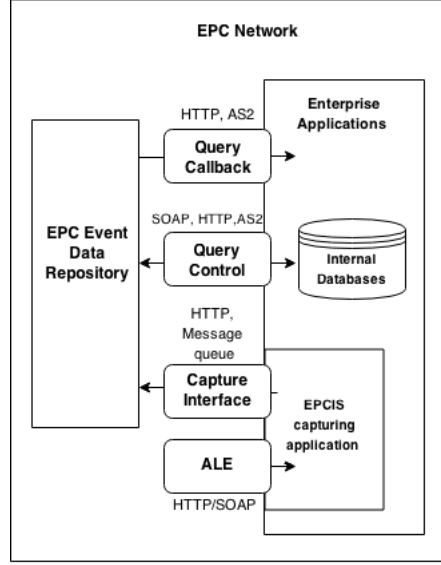 EPC Network
HTTP, AS2
Enterprise
Applications
Query
Callback
EPC Event
Data
Repository
SOAP, HTTP,AS2
Query
Control
Internal
Databases
HTTP,
Message
queue
Capture
Interface
EPCIS
capturing
application
ALE
HTTP/SOAP